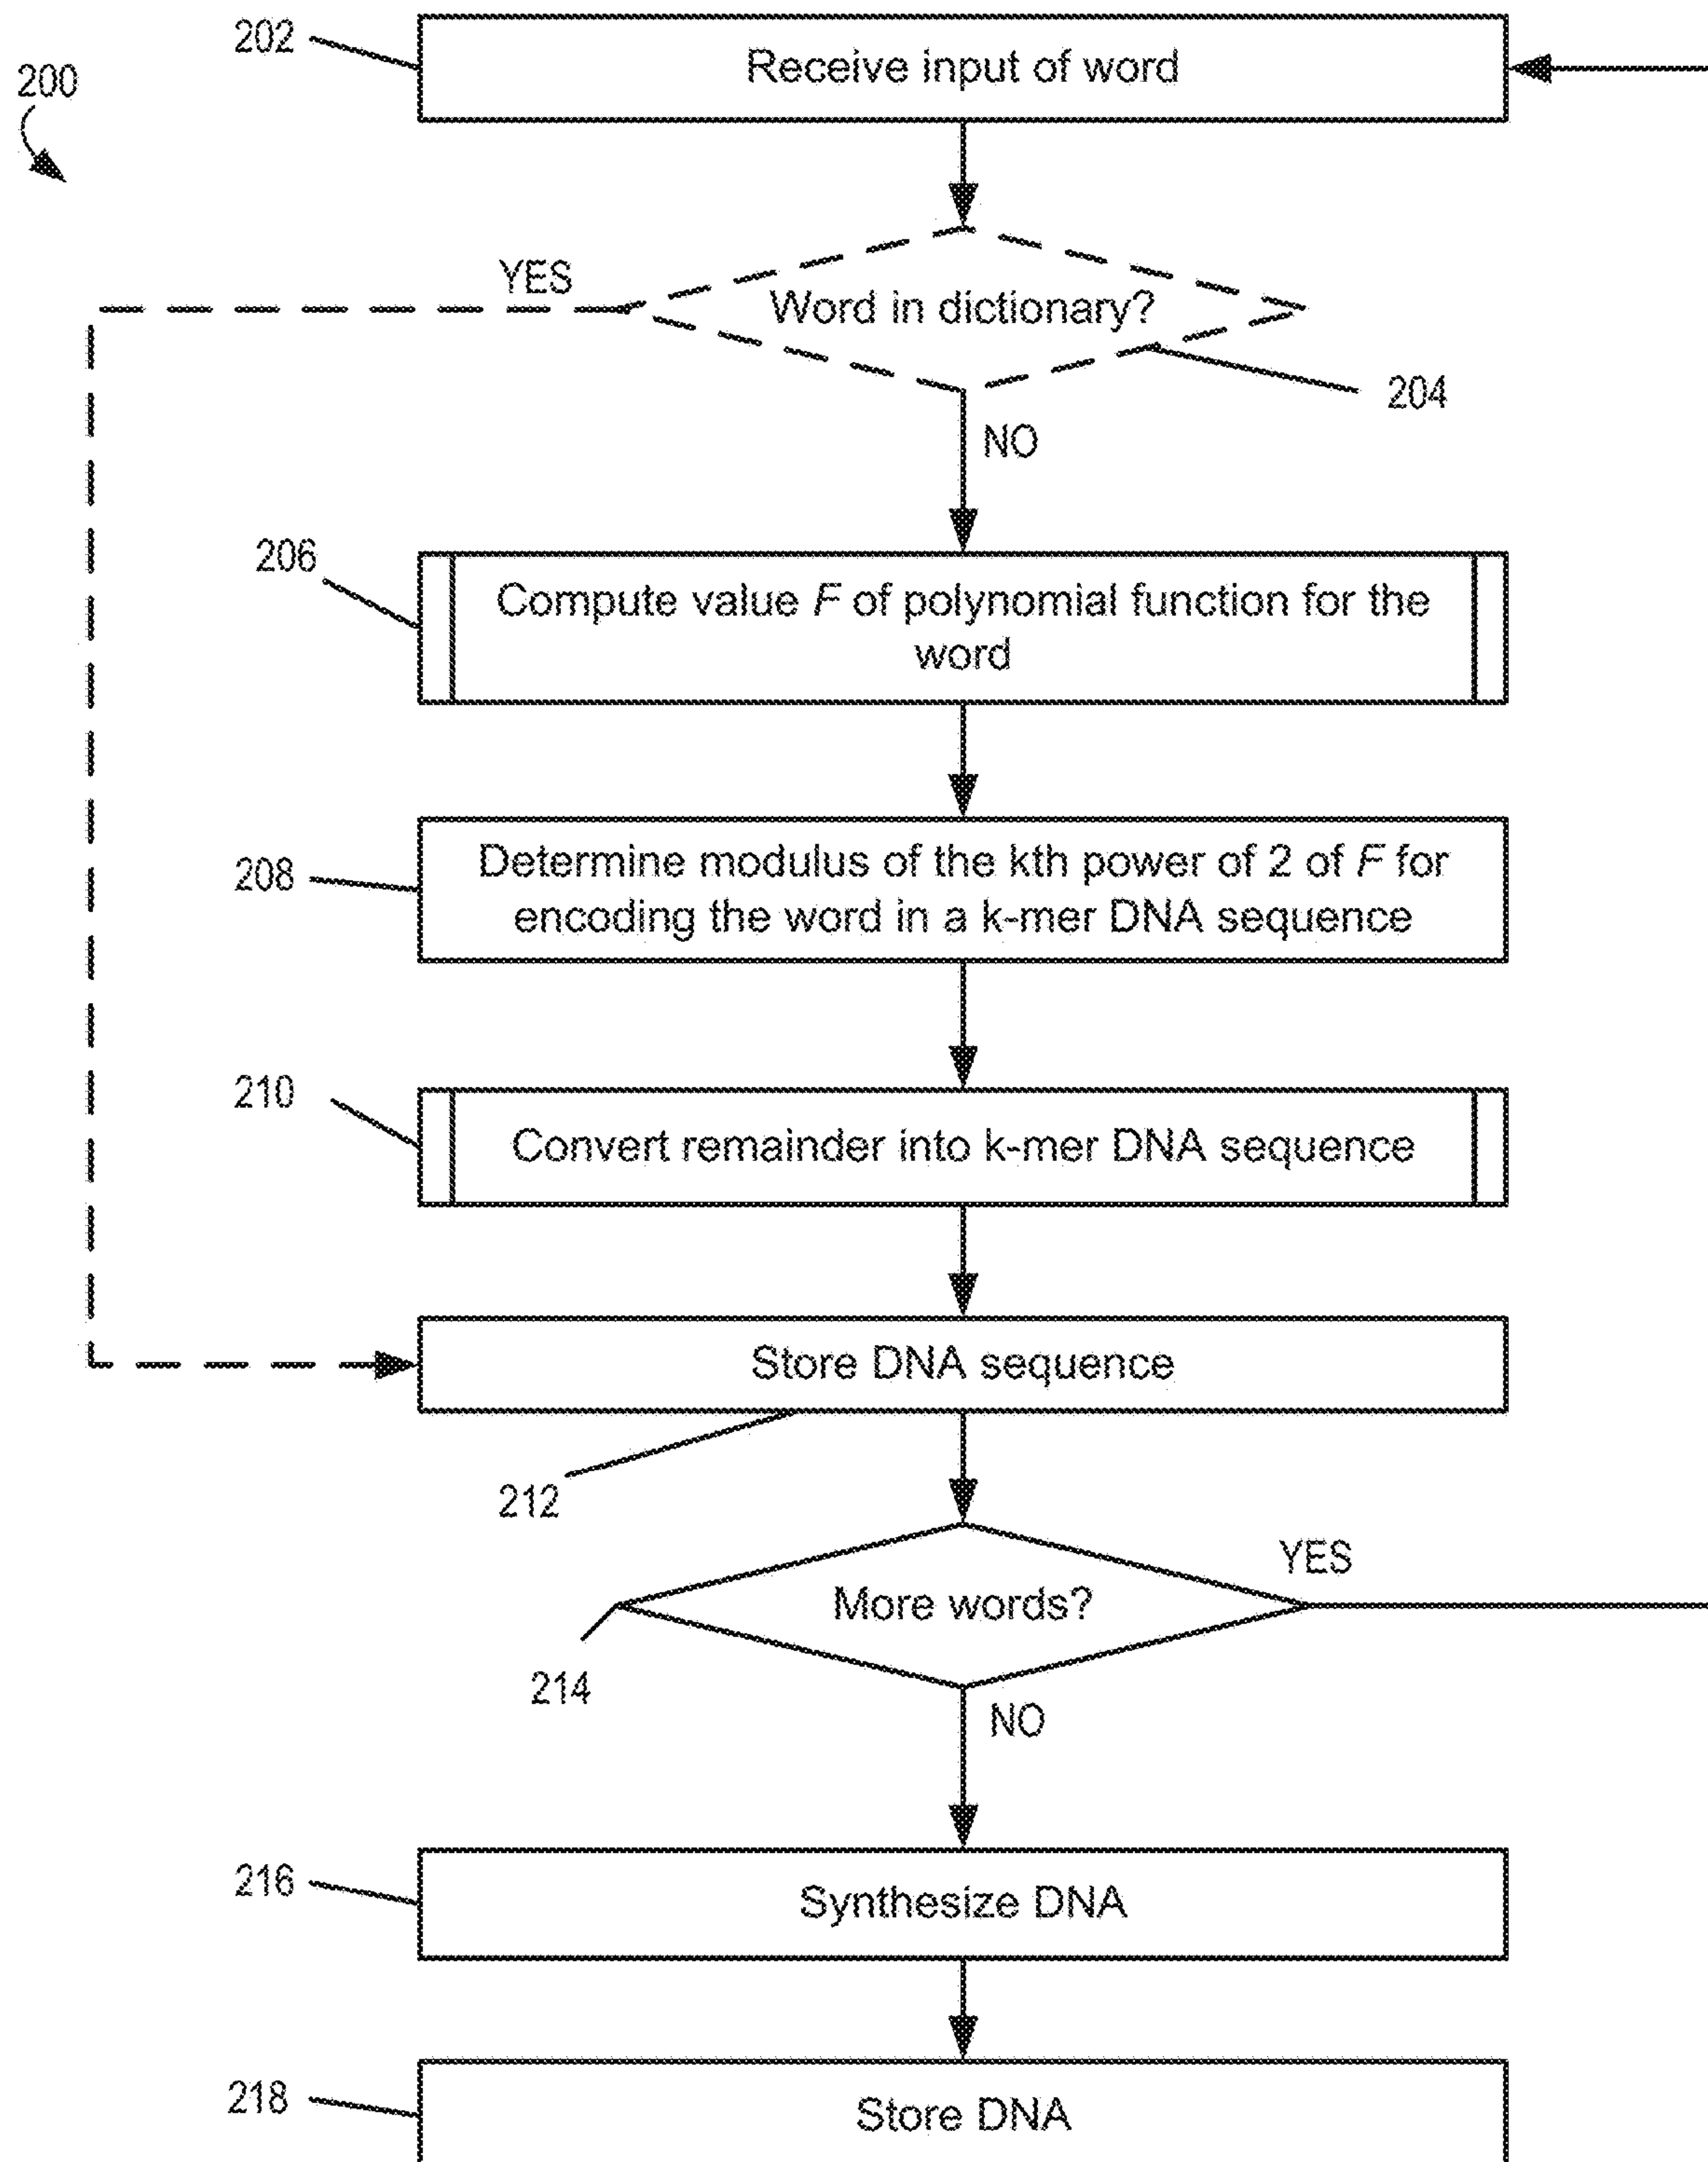 202
Receive input of word
200
YES
Word in dictionary?
204
NO
206
Compute value F of polynomial function for the
word
208
Determine modulus of the kth power of 2 of F for
encoding the word in a k-mer DNA sequence
210
Convert remainder into k-mer DNA sequence
Store DNA sequence
212
YES
More words?
214
NO
216
Synthesize DNA
218
Store DNA